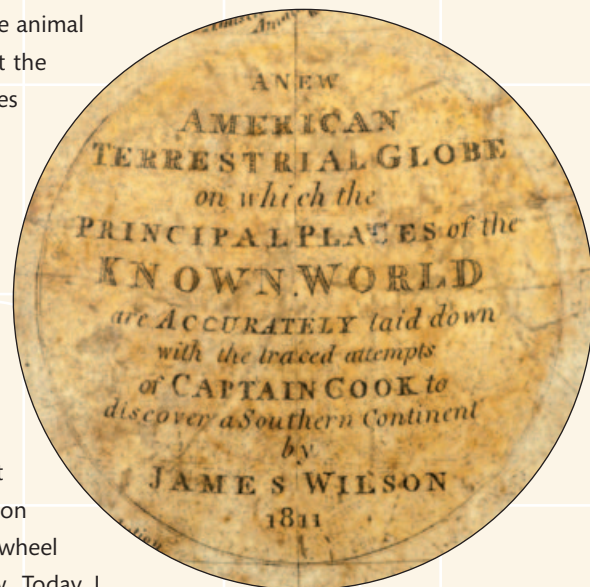 e animal
t the
es
A NEW
AMERICAN
TERRESTRIAL GLOBE
on which the
PRINCIPAL PLACES of the
KNOWN WORLD
are ACCURATELY laid down
with the traced attempts
of CAPTAIN COOK to
discover a Southern Continent
by
JAMES WILSON
1811
t
on
wheel
y. Today, I